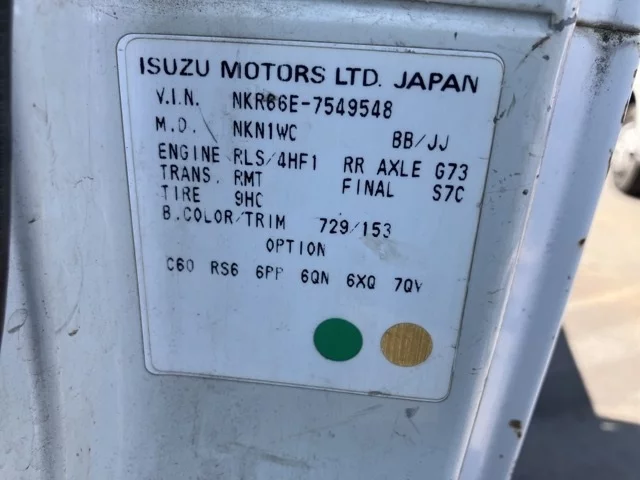 ISUZU MOTORS LTD. JAPAN
V.I.N. NKR66E-7549548
M.D. NKN1WC BB/JJ
ENGINE RLS/4HF1 RR AXLE G73
TRANS. RMT FINAL S7C
TIRE 9HC
B.COLOR/TRIM 729/153
OPTION
C60 RS6 6PP 6QN 6XQ 7QV